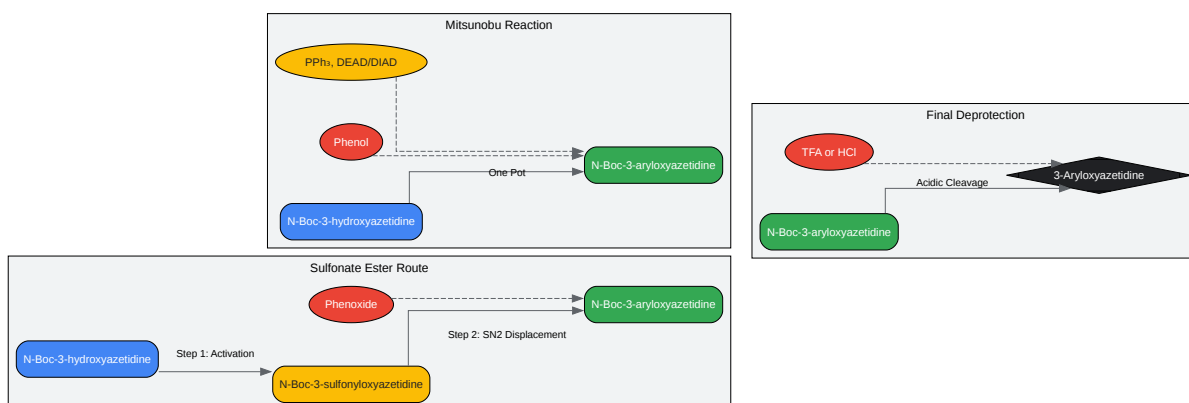 Mitsunobu Reaction
PPh₃, DEAD/DIAD
Phenol
N-Boc-3-aryloxyazetidine
One Pot
N-Boc-3-hydroxyazetidine
Final Deprotection
TFA or HCl
3-Aryloxyazetidine
Acidic Cleavage
N-Boc-3-aryloxyazetidine
Sulfonate Ester Route
Phenoxide
N-Boc-3-aryloxyazetidine
Step 2: SN2 Displacement
N-Boc-3-hydroxyazetidine
Step 1: Activation
N-Boc-3-sulfonyloxyazetidine